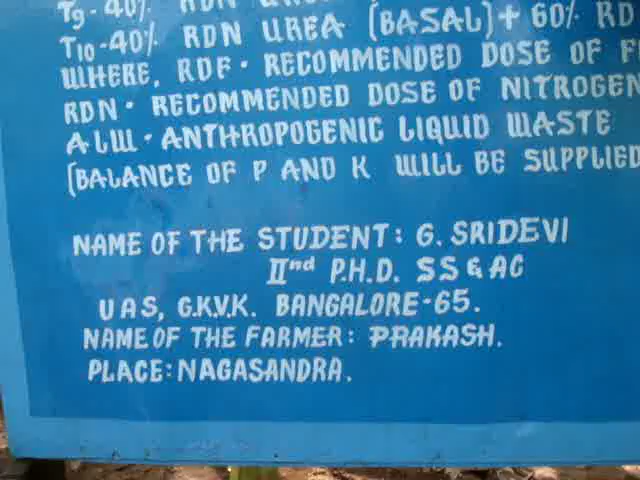 T9-40% RDN
T10-40% RDN UREA (BASAL)+ 60% RD
WHERE, RDF· RECOMMENDED DOSE OF
RDN· RECOMMENDED DOSE OF NITROGEN
ALW· ANTHROPOGENIC LIQUID WASTE
(BALANCE OF P AND K WILL BE SUPPLIED
NAME OF THE STUDENT: G. SRIDEVI
IInd P.H.D. SS & AC
UAS, G.K.V.K. BANGALORE-65.
NAME OF THE FARMER: PRAKASH.
PLACE: NAGASANDRA.